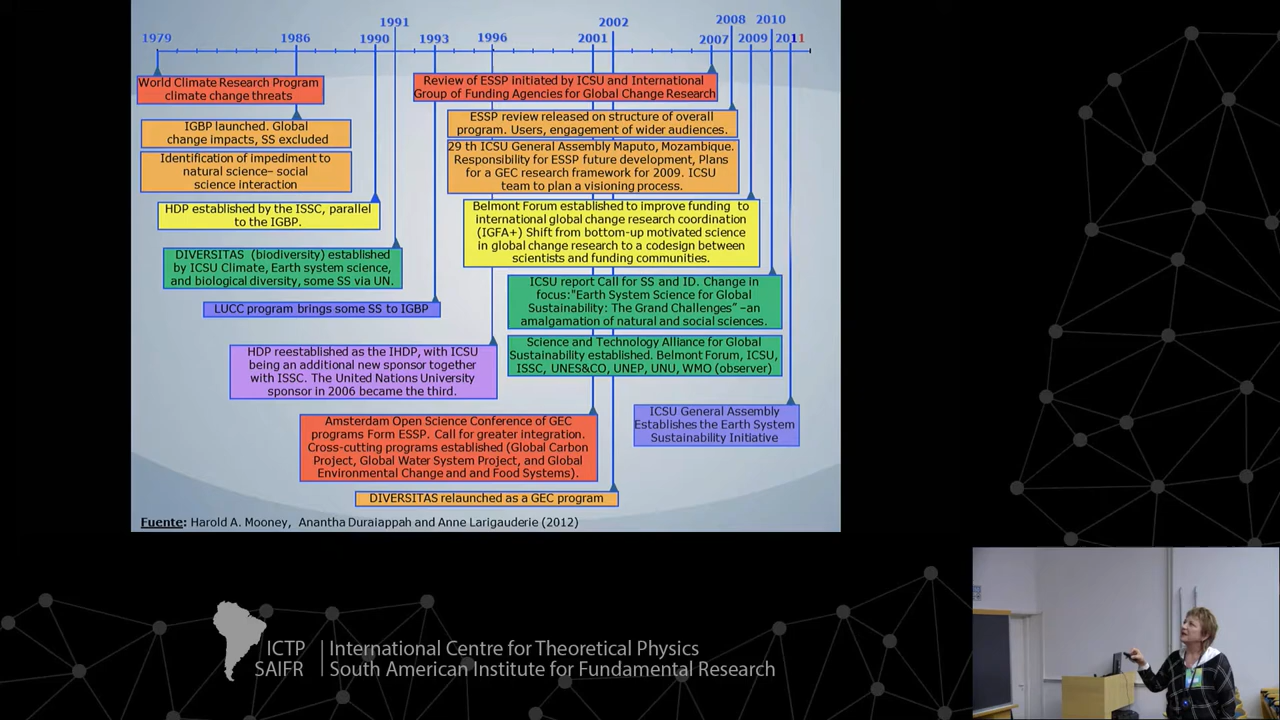 1991
2002
2008
2010
1979
1986
1990
1993
1996
2001
2007
2009
2011
World Climate Research Program
climate change threats
IGBP launched. Global
change impacts, SS excluded
Identification of impediment to
natural science– social
science interaction
HDP established by the ISSC, parallel
to the IGBP.
DIVERSITAS (biodiversity) established
by ICSU Climate, Earth system science,
and biological diversity, some SS via UN.
LUCC program brings some SS to IGBP
HDP reestablished as the IHDP, with ICSU
being an additional new sponsor together
with ISSC. The United Nations University
sponsor in 2006 became the third.
Amsterdam Open Science Conference of GEC
programs Form ESSP. Call for greater integration.
Cross-cutting programs established (Global Carbon
Project, Global Water System Project, and Global
Environmental Change and and Food Systems).
DIVERSITAS relaunched as a GEC program
Review of ESSP initiated by ICSU and International
Group of Funding Agencies for Global Change Research
ESSP review released on structure of overall
program. Users, engagement of wider audiences.
29 th ICSU General Assembly Maputo, Mozambique.
Responsibility for ESSP future development, Plans
for a GEC research framework for 2009. ICSU
team to plan a visioning process.
Belmont Forum established to improve funding to
international global change research coordination
(IGFA+) Shift from bottom-up motivated science
in global change research to a codesign between
scientists and funding communities.
ICSU report Call for SS and ID. Change in
focus:"Earth System Science for Global
Sustainability: The Grand Challenges” –an
amalgamation of natural and social sciences.
Science and Technology Alliance for Global
Sustainability established. Belmont Forum, ICSU,
ISSC, UNES&CO, UNEP, UNU, WMO (observer)
ICSU General Assembly
Establishes the Earth System
Sustainability Initiative
Fuente: Harold A. Mooney, Anantha Duraiappah and Anne Larigauderie (2012)
ICTP
SAIFR
International Centre for Theoretical Physics
South American Institute for Fundamental Research